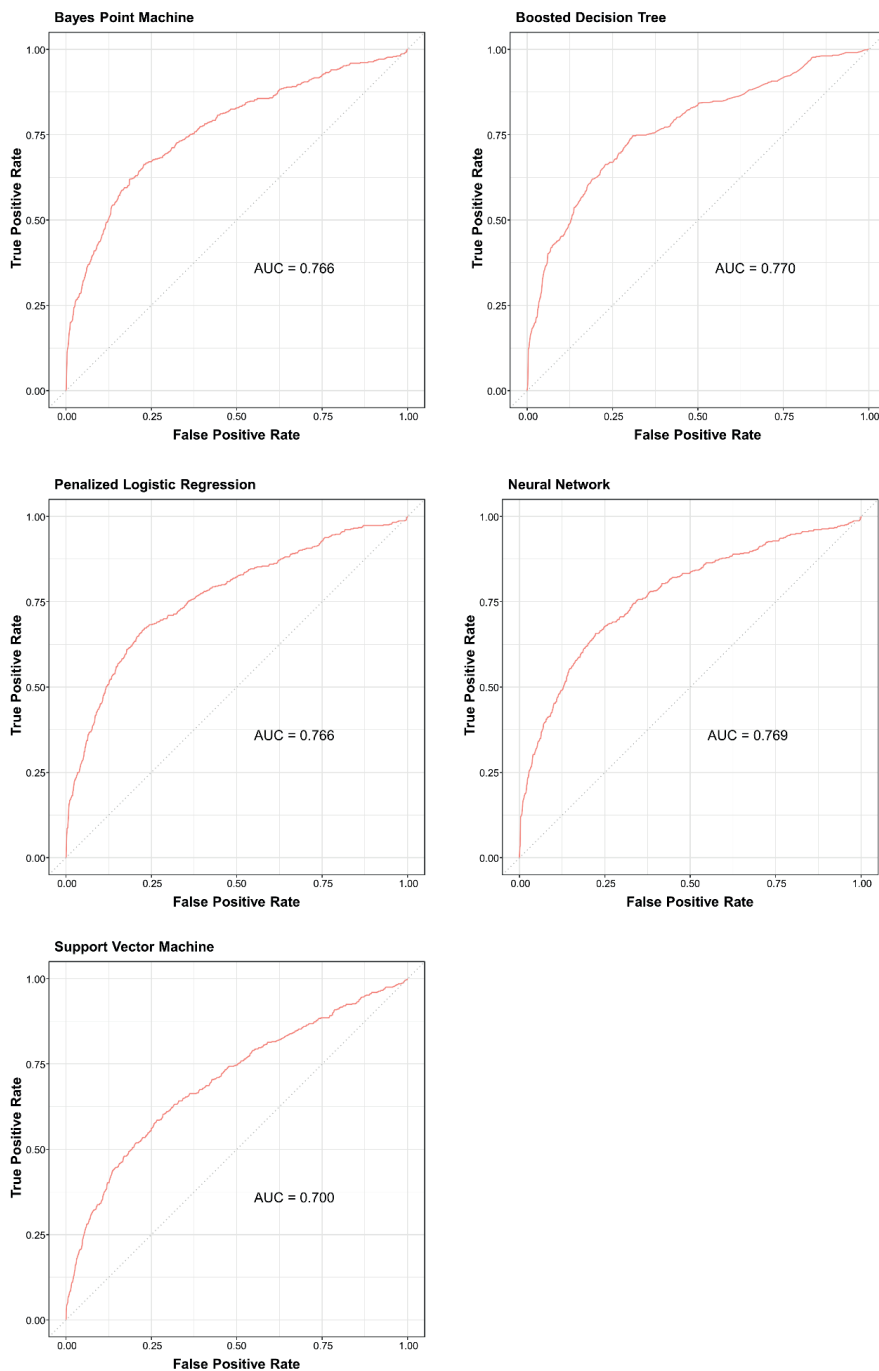 Bayes Point Machine
1.00
0.75
0.50
0.25
0.00
True Positive Rate
AUC = 0.766
0.00 0.25 0.50 0.75 1.00
False Positive Rate
Boosted Decision Tree
1.00
0.75
0.50
0.25
0.00
True Positive Rate
AUC = 0.770
0.00 0.25 0.50 0.75 1.00
False Positive Rate
Penalized Logistic Regression
1.00
0.75
0.50
0.25
0.00
True Positive Rate
AUC = 0.766
0.00 0.25 0.50 0.75 1.00
False Positive Rate
Neural Network
1.00
0.75
0.50
0.25
0.00
True Positive Rate
AUC = 0.769
0.00 0.25 0.50 0.75 1.00
False Positive Rate
Support Vector Machine
1.00
0.75
0.50
0.25
0.00
True Positive Rate
AUC = 0.700
0.00 0.25 0.50 0.75 1.00
False Positive Rate